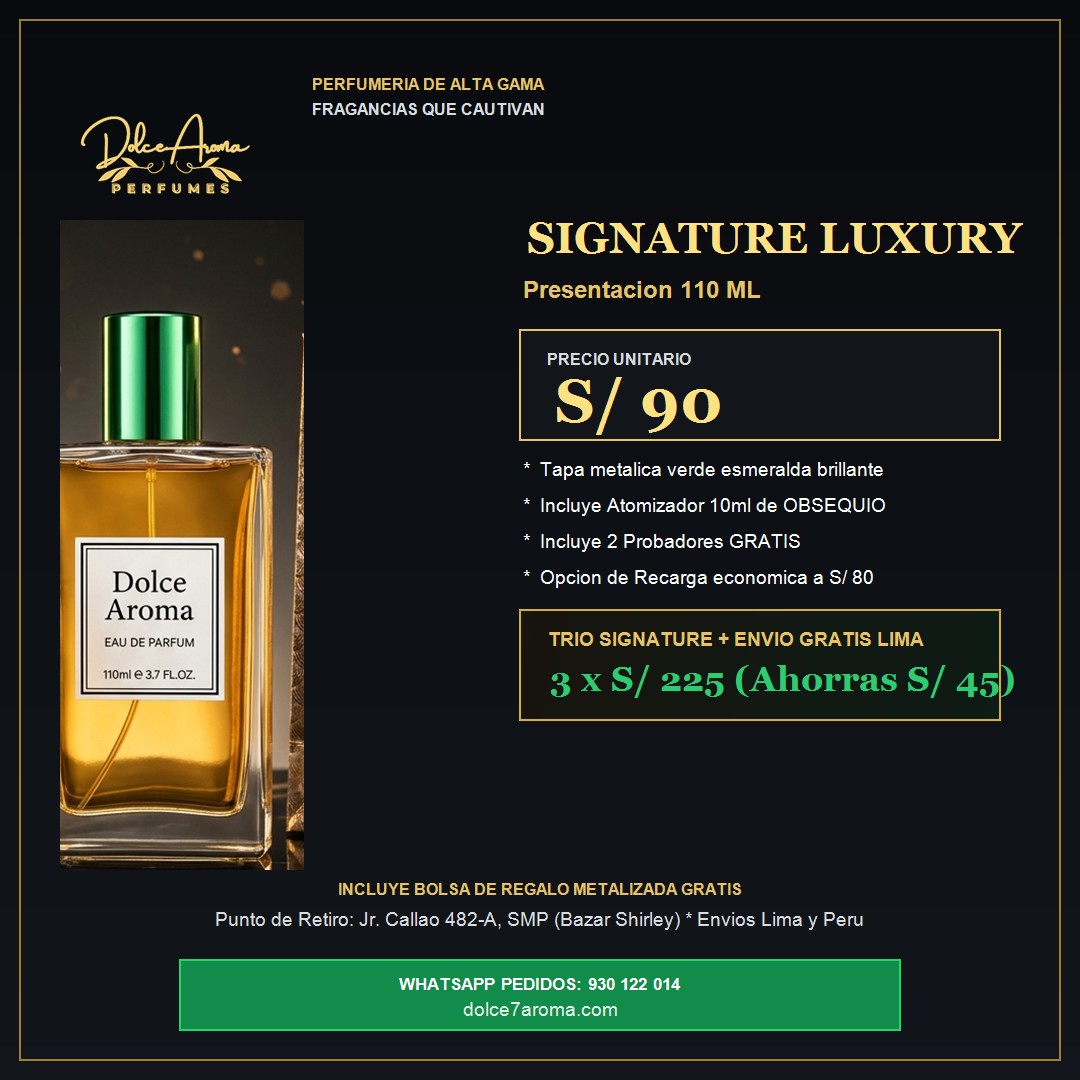 PERFUMERIA DE ALTA GAMA
FRAGANCIAS QUE CAUTIVAN
Dolce Aroma
PERFUMES
SIGNATURE LUXURY
Presentacion 110 ML
PRECIO UNITARIO
S/ 90
* Tapa metalica verde esmeralda brillante
* Incluye Atomizador 10ml de OBSEQUIO
* Incluye 2 Probadores GRATIS
* Opcion de Recarga economica a S/ 80
TRIO SIGNATURE + ENVIO GRATIS LIMA
3 x S/ 225 (Ahorras S/ 45)
Dolce
Aroma
EAU DE PARFUM
110ml e 3.7 FL.OZ.
INCLUYE BOLSA DE REGALO METALIZADA GRATIS
Punto de Retiro: Jr. Callao 482-A, SMP (Bazar Shirley) * Envios Lima y Peru
WHATSAPP PEDIDOS: 930 122 014
dolce7aroma.com